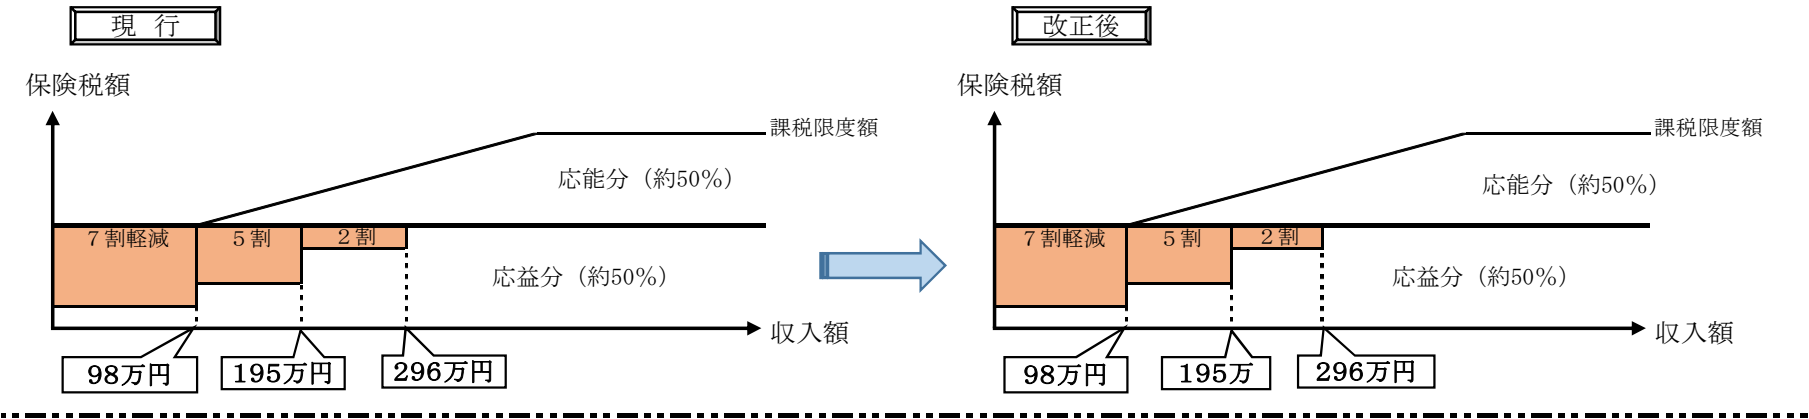 現 行
保険税額
課税限度額
応能分（約50％）
７割軽減
５割
２割
応益分（約50％）
収入額
98万円
195万円
296万円
改正後
保険税額
課税限度額
応能分（約50％）
７割軽減
５割
２割
応益分（約50％）
収入額
98万円
195万
296万円